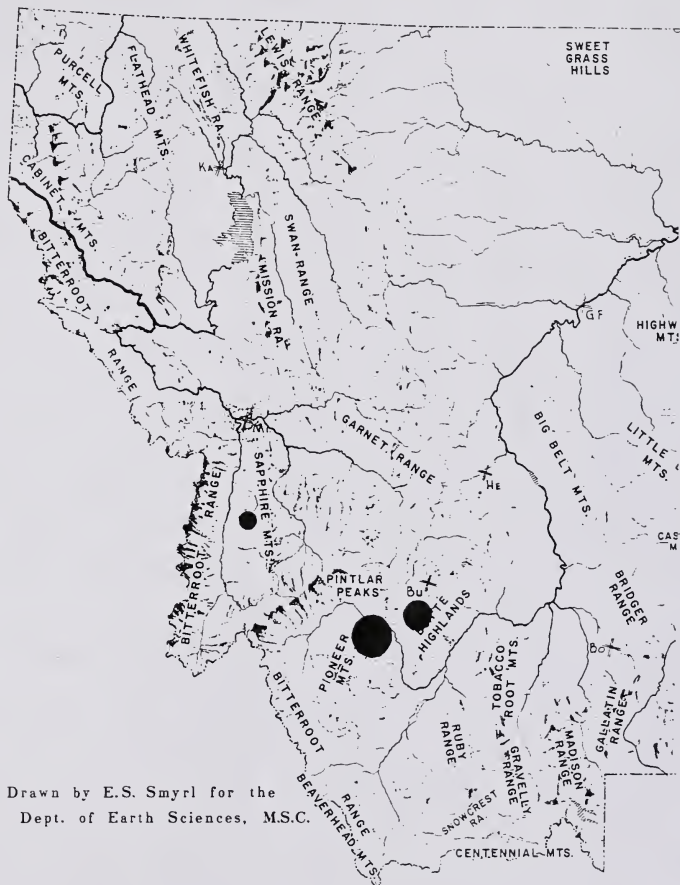 SWEET
GRASS
HILLS
PURCELL
MTS.
FLATHEAD MTS.
WHITEFISH RA.
LEWIS RANGE
Ka
CABINET MTS.
BITTERROOT
RANGE
MISSION RA.
SWAN RANGE
GF
HIGHW
MTS
LITTLE
MTS.
BIG BELT MTS.
GARNET RANGE
He
Mi
SAPPHIRE MTS.
BITTERROOT RANGE
CAS
M
PINTLAR
PEAKS
Bu
HIGHLANDS
BRIDGER
RANGE
Bo
PIONEER
MTS.
BITTERROOT
RANGE
BEAVERHEAD MTS.
RUBY
RANGE
TOBACCO
ROOT MTS.
GRAVELLY
RANGE
MADISON
RANGE
GALLATIN
RANGE
SNOWCREST
RA.
CENTENNIAL MTS.
Drawn by E.S. Smyrl for the
Dept. of Earth Sciences, M.S.C.